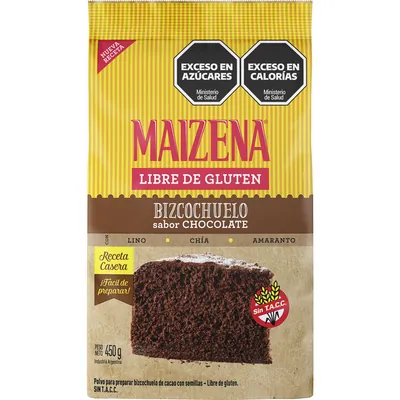 NUEVA
RECETA
EXCESO EN
AZÚCARES
Ministerio
de Salud
EXCESO EN
CALORÍAS
Ministerio
de Salud
MAIZENA®
LIBRE DE GLUTEN
BIZCOCHUELO
sabor CHOCOLATE
CON
LINO • CHÍA • AMARANTO
Receta
Casera
¡Fácil de
preparar!
Sin T.A.C.C.
PESO
NETO 450 g
Industria Argentina
Polvo para preparar bizcochuelo de cacao con semillas - Libre de gluten.
SIN T.A.C.C.